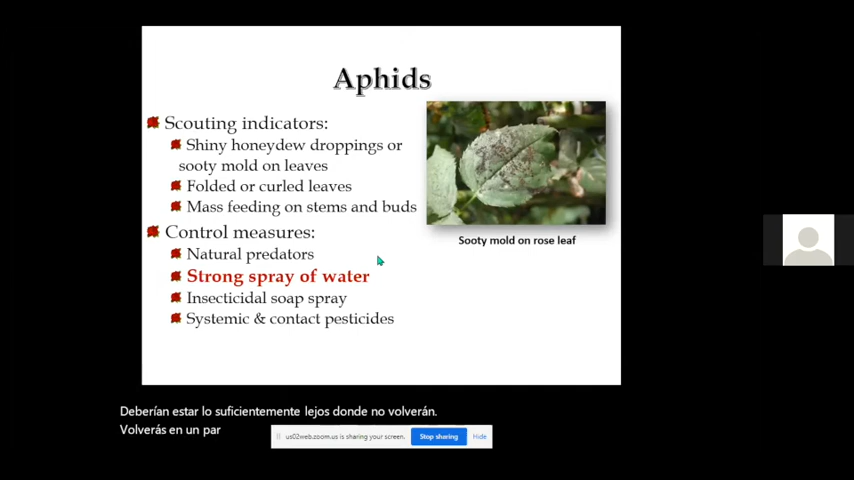 Aphids
Scouting indicators:
Shiny honeydew droppings or
sooty mold on leaves
Folded or curled leaves
Mass feeding on stems and buds
Control measures:
Natural predators
Strong spray of water
Insecticidal soap spray
Systemic & contact pesticides
Sooty mold on rose leaf
Deberían estar lo suficientemente lejos donde no volverán.
Volverás en un par
us02web.zoom.us is sharing your screen. Stop sharing Hide